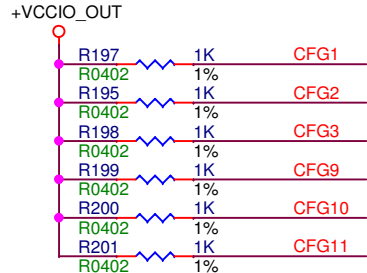 +VCCIO_OUT
R197 1K CFG1
R0402 1%
R195 1K CFG2
R0402 1%
R198 1K CFG3
R0402 1%
R199 1K CFG9
R0402 1%
R200 1K CFG10
R0402 1%
R201 1K CFG11
R0402 1%